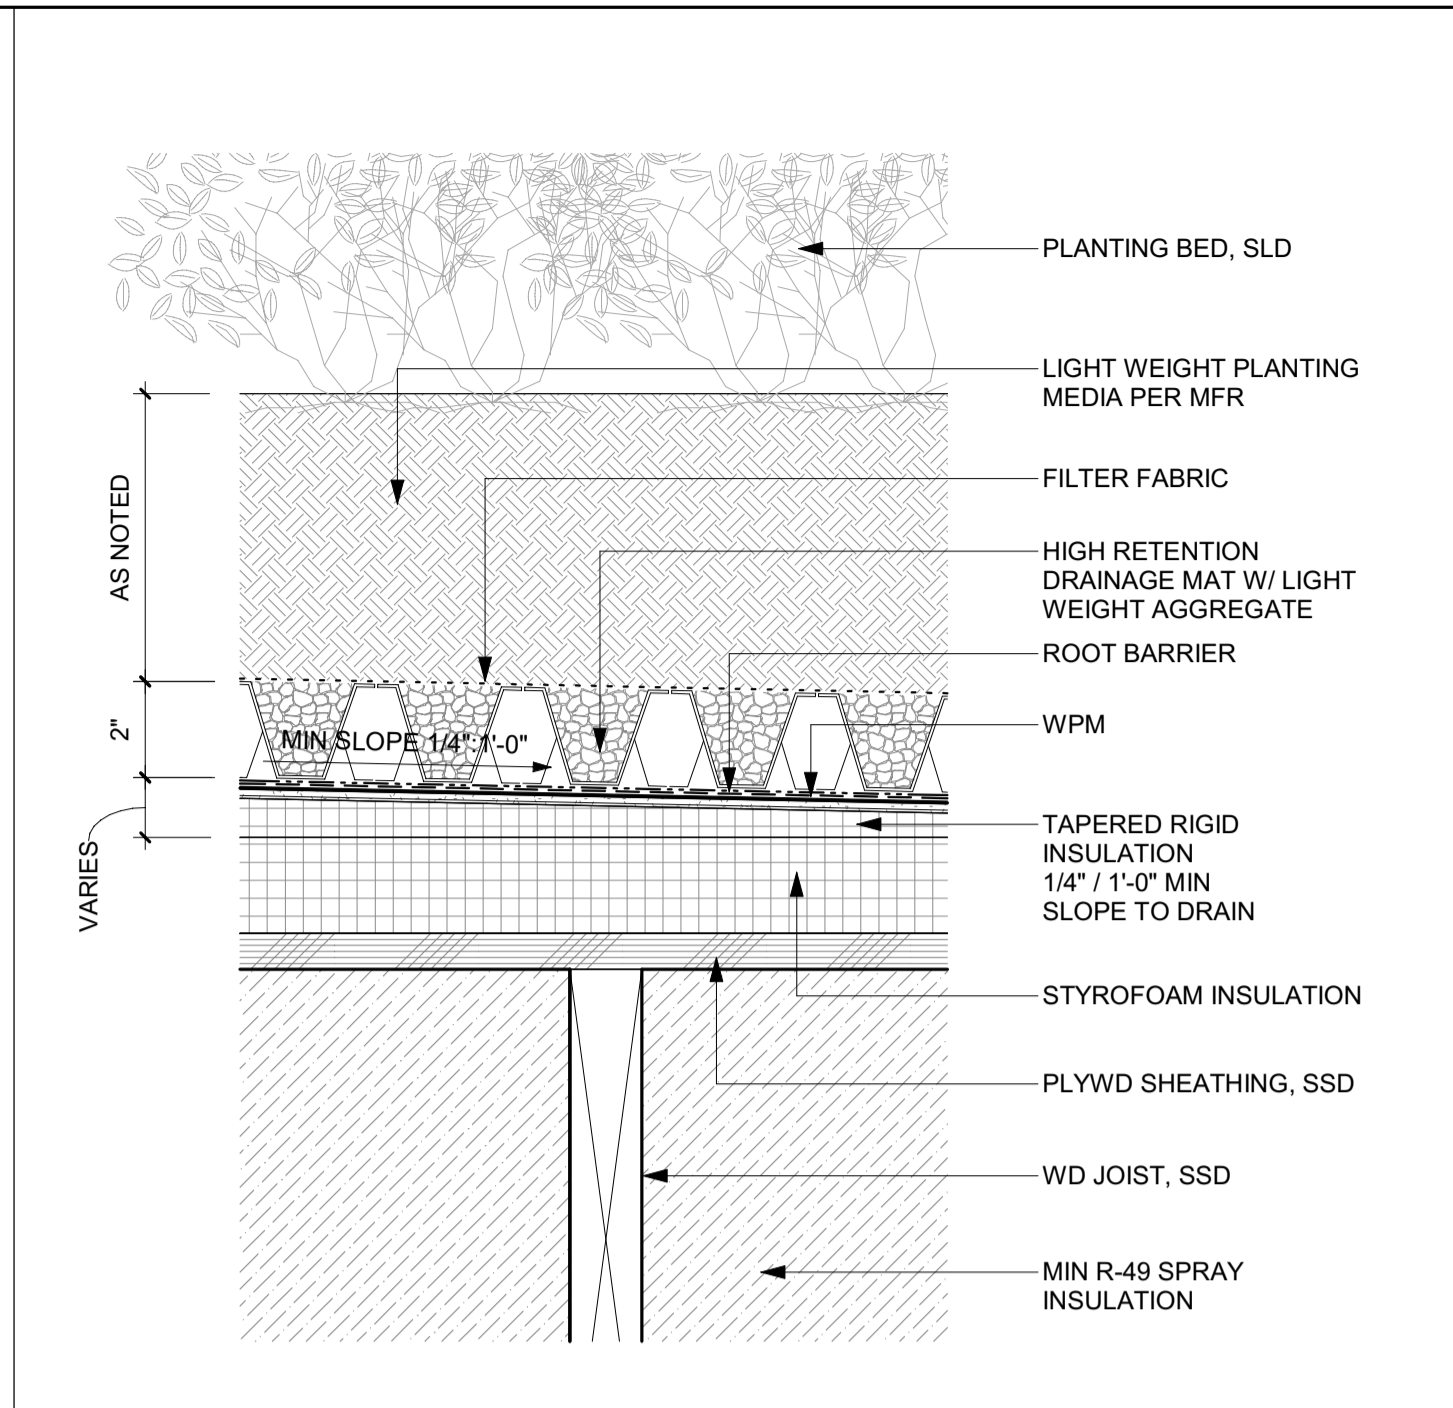 PLANTING BED, SLD
LIGHT WEIGHT PLANTING
MEDIA PER MFR
FILTER FABRIC
HIGH RETENTION
DRAINAGE MAT W/ LIGHT
WEIGHT AGGREGATE
ROOT BARRIER
WPM
TAPERED RIGID
INSULATION
1/4" / 1'-0" MIN
SLOPE TO DRAIN
STYROFOAM INSULATION
PLYWD SHEATHING, SSD
WD JOIST, SSD
MIN R-49 SPRAY
INSULATION
AS NOTED
2"
VARIES
MIN SLOPE 1/4":1'-0"